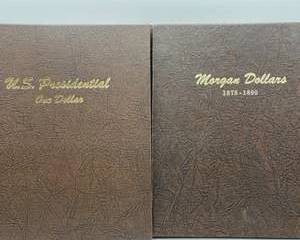 U.S. Presidential
One Dollar
Morgan Dollars
1878-1890